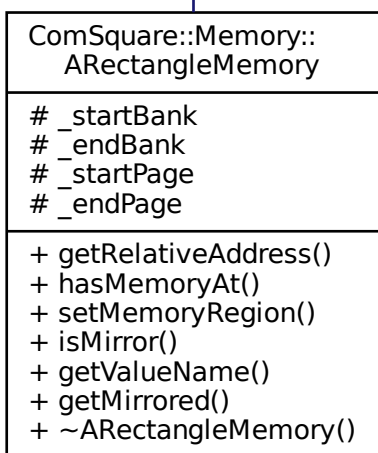 ComSquare::Memory::
ARectangleMemory
# _startBank
# _endBank
# _startPage
# _endPage
+ getRelativeAddress()
+ hasMemoryAt()
+ setMemoryRegion()
+ isMirror()
+ getValueName()
+ getMirrored()
+ ~ARectangleMemory()